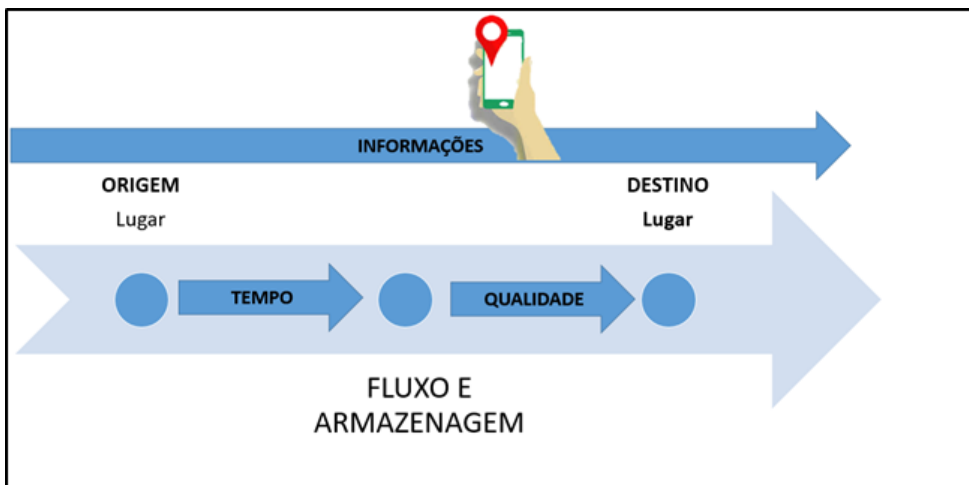 INFORMAÇÕES
ORIGEM
Lugar
DESTINO
Lugar
TEMPO
QUALIDADE
FLUXO E
ARMAZENAGEM